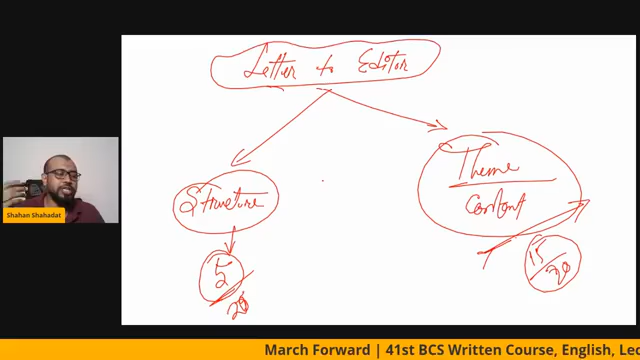 Letter to Editor
Structure
5/20
Theme
content
15/20
Shahan Shahadat
March Forward | 41st BCS Written Course, English, Lec